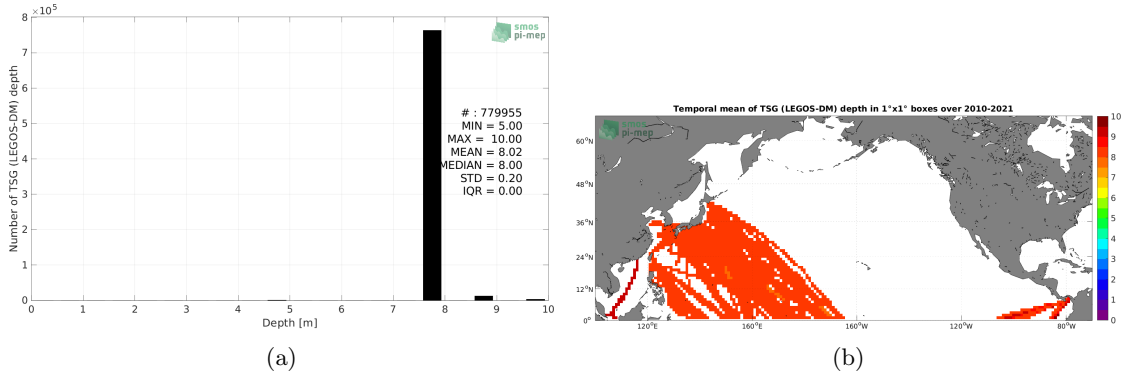 8 ×10⁵
smos
pi-mep
7
6
5
4
3
2
1
0
Number of TSG (LEGOS-DM) depth
# : 779955
MIN = 5.00
MAX = 10.00
MEAN = 8.02
MEDIAN = 8.00
STD = 0.20
IQR = 0.00
0 1 2 3 4 5 6 7 8 9 10
Depth [m]
(a)
Temporal mean of TSG (LEGOS-DM) depth in 1°x1° boxes over 2010-2021
smos
pi-mep
60°N
48°N
36°N
24°N
12°N
0°
120°E 160°E 160°W 120°W 80°W
10
9
8
7
6
5
4
3
2
1
0
(b)